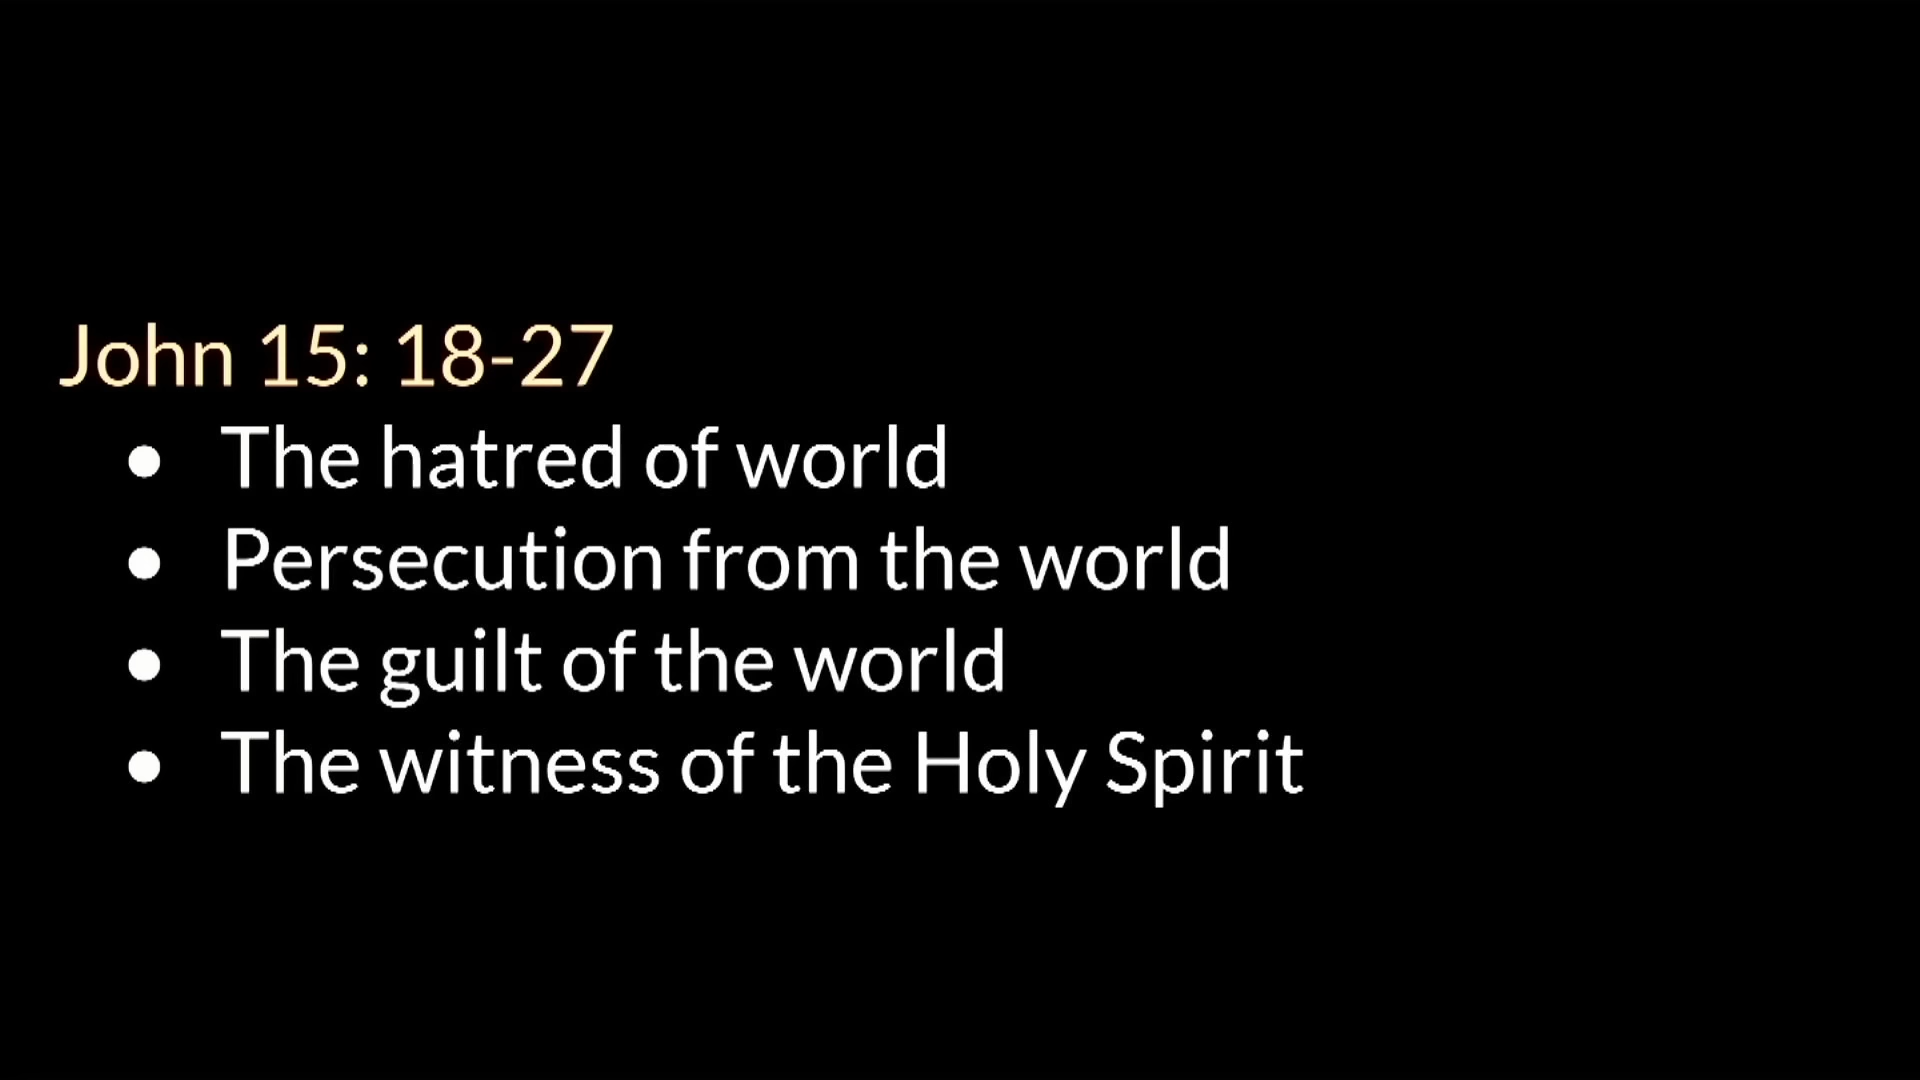 John 15: 18-27
● The hatred of world
● Persecution from the world
● The guilt of the world
● The witness of the Holy Spirit